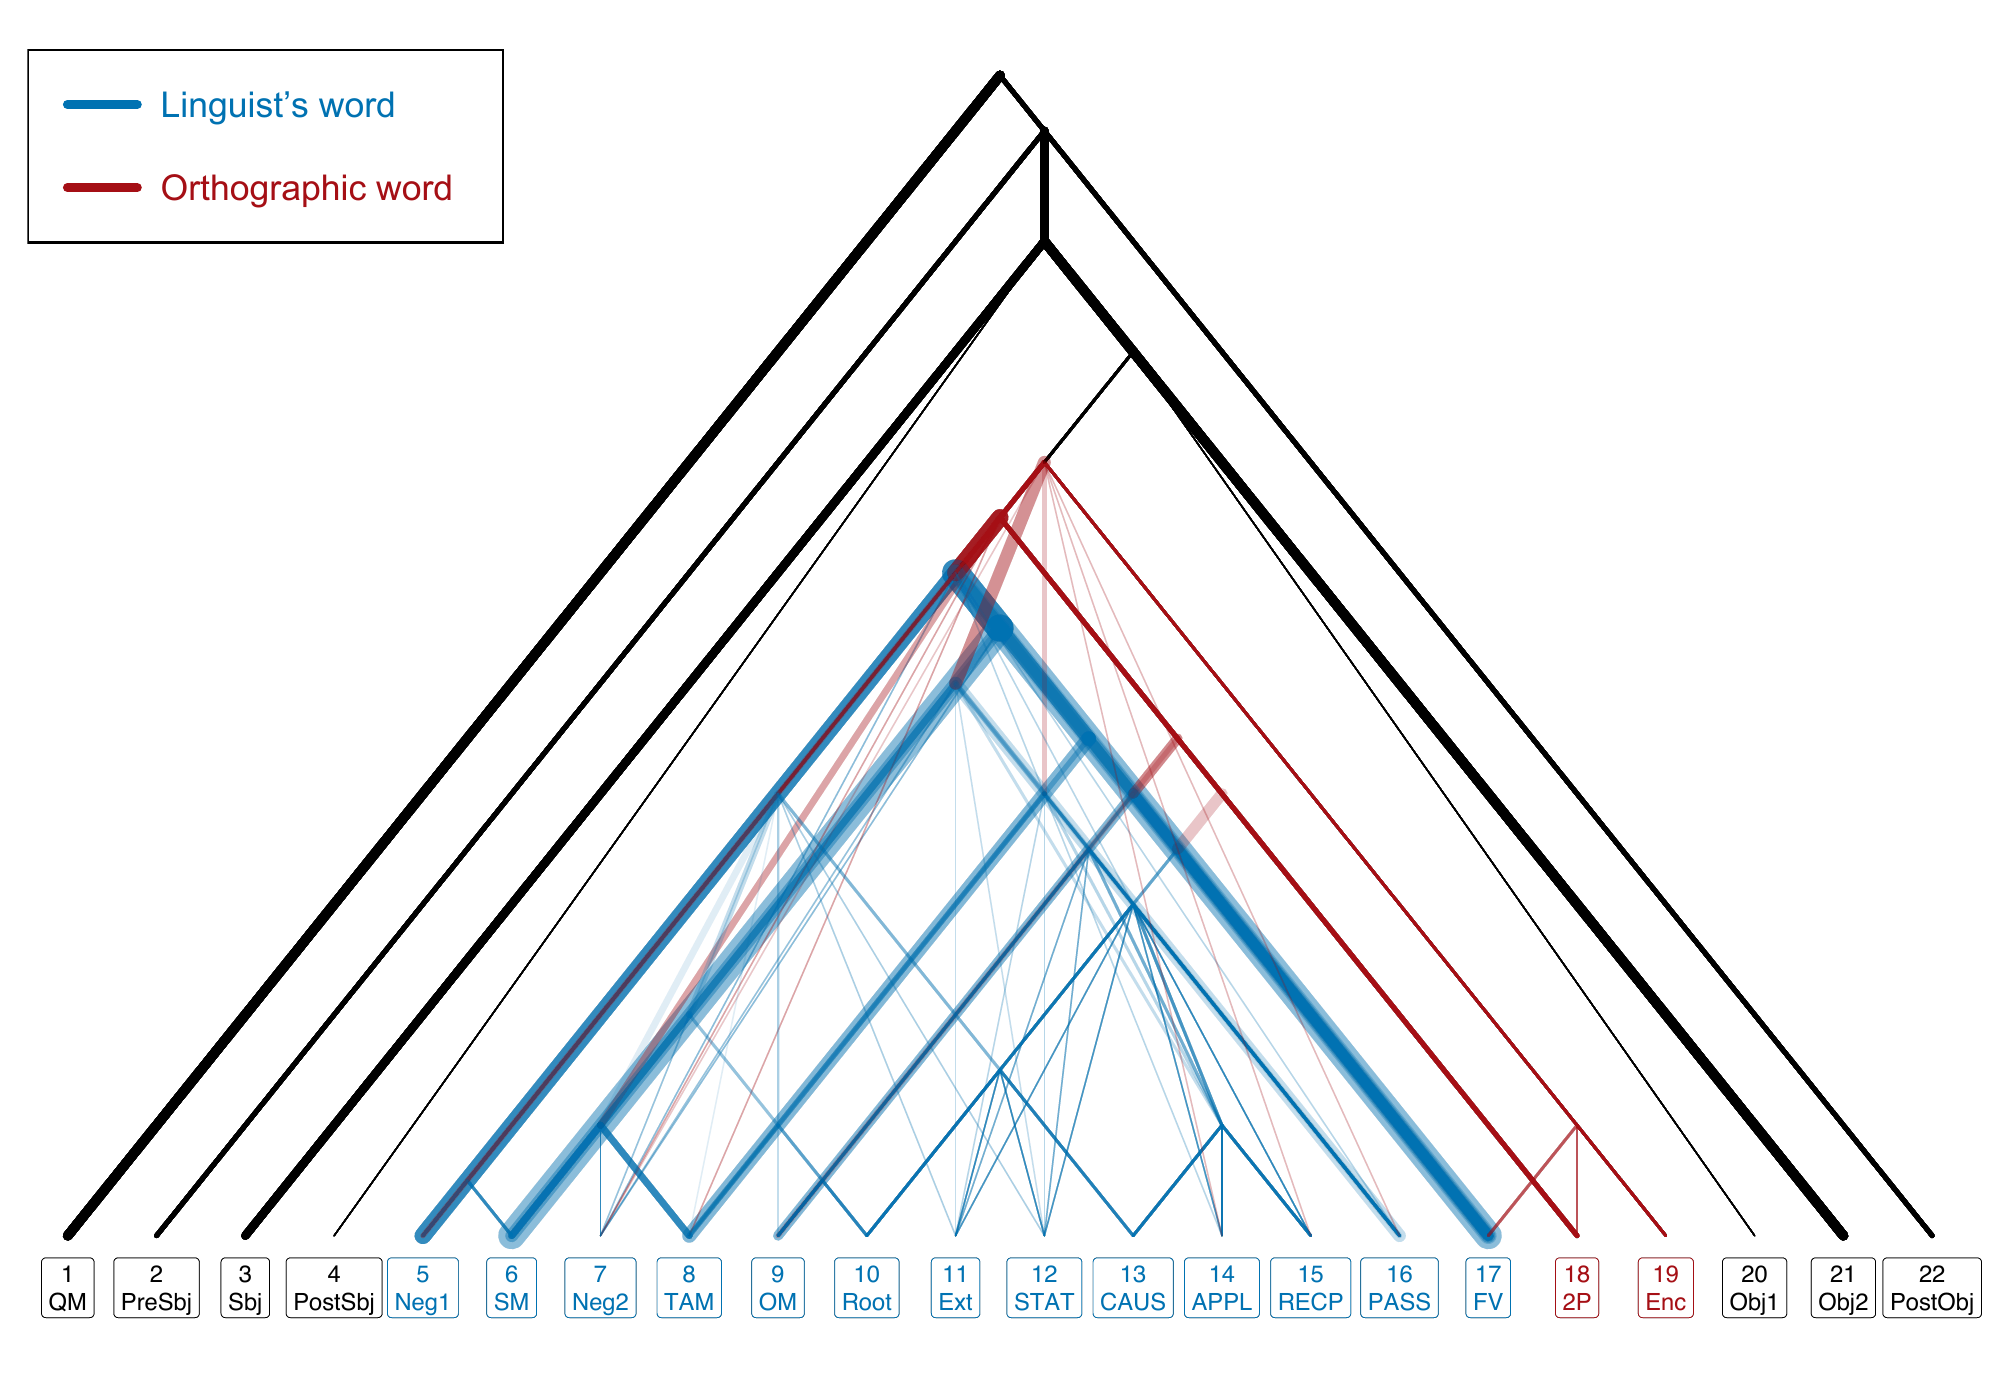 Linguist's word
Orthographic word
1 2 3 4 5 6 7 8 9 10 11 12 13 14 15 16 17 18 19 20 21 22
QM PreSbj Sbj PostSbj Neg1 SM Neg2 TAM OM Root Ext STAT CAUS APPL RECP PASS FV 2P Enc Obj1 Obj2 PostObj